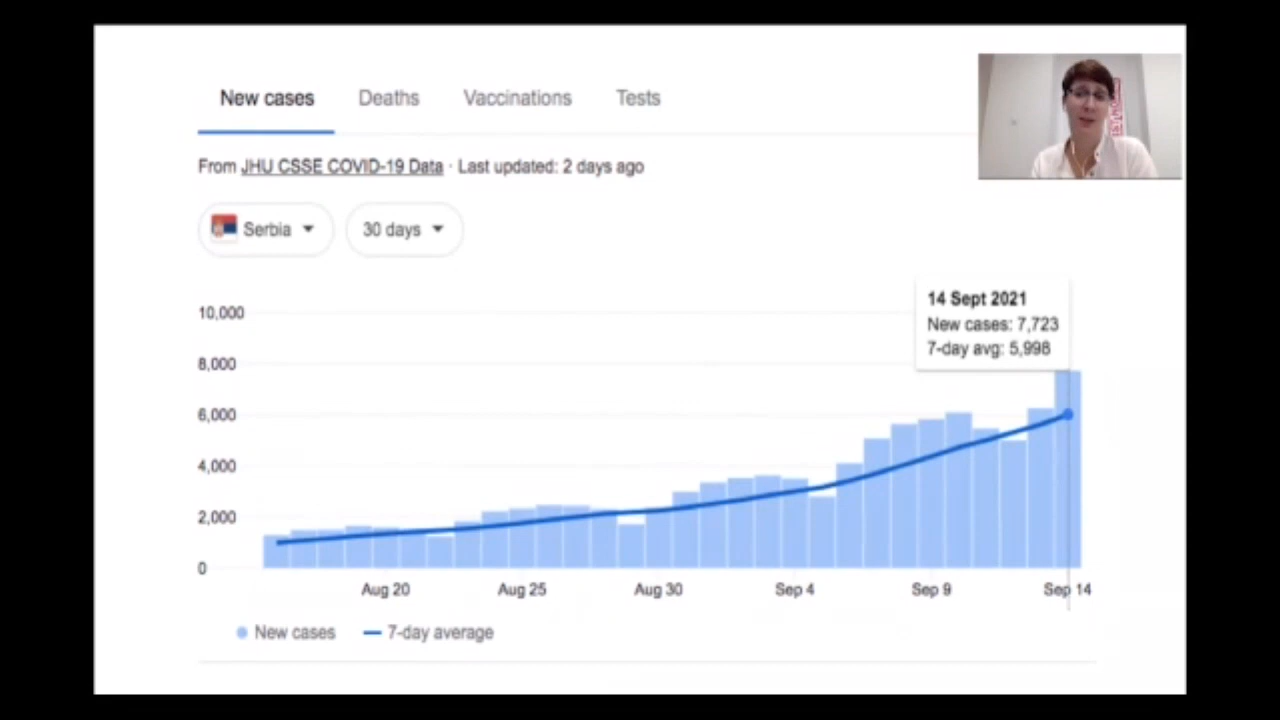 New cases Deaths Vaccinations Tests
From JHU CSSE COVID-19 Data · Last updated: 2 days ago
Serbia 30 days
14 Sept 2021
New cases: 7,723
7-day avg: 5,998
10,000
8,000
6,000
4,000
2,000
0
Aug 20 Aug 25 Aug 30 Sep 4 Sep 9 Sep 14
New cases 7-day average